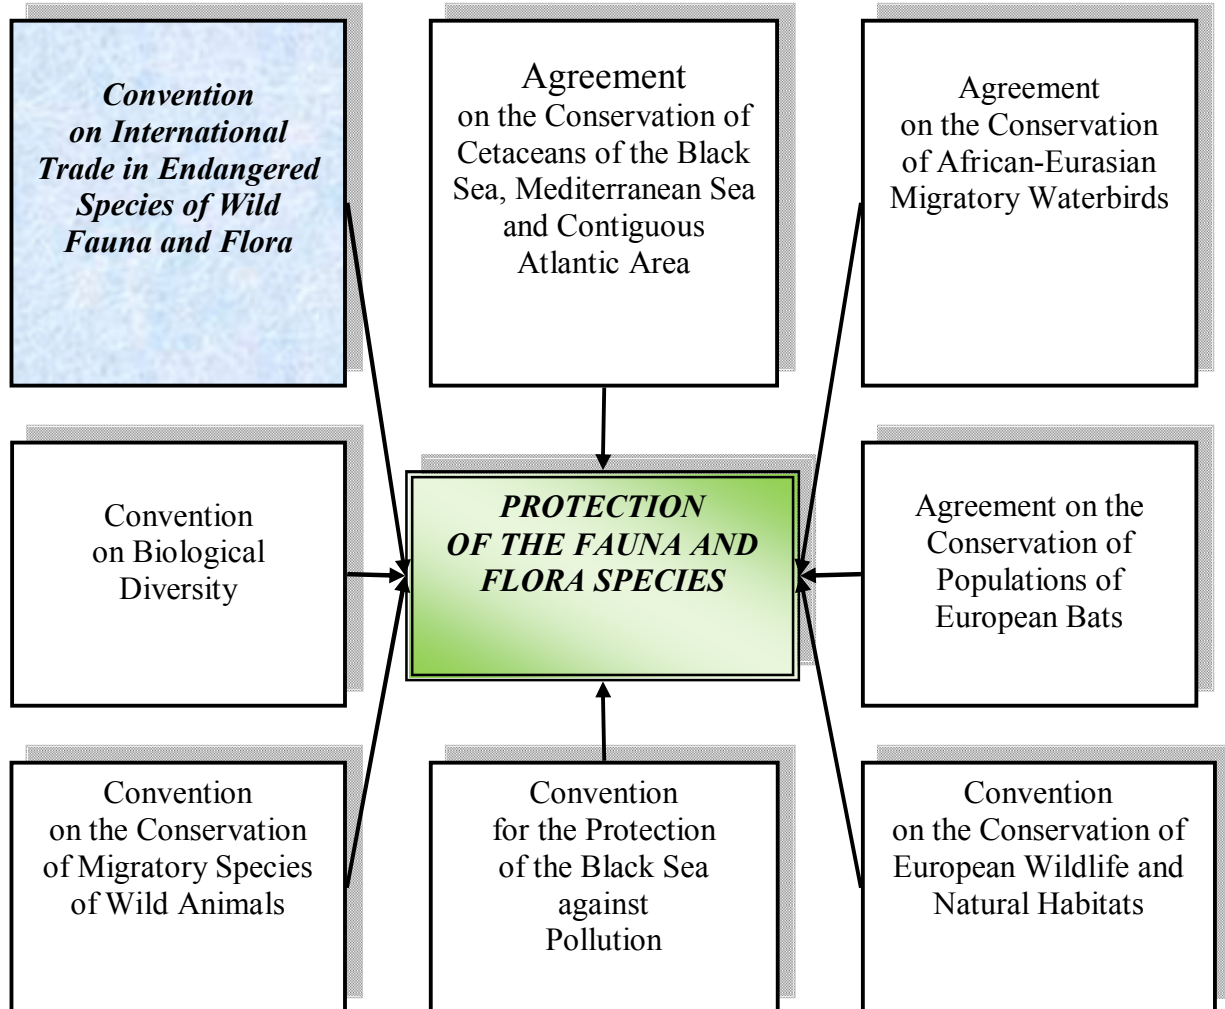 Convention
on International
Trade in Endangered
Species of Wild
Fauna and Flora
Agreement
on the Conservation of
Cetaceans of the Black
Sea, Mediterranean Sea
and Contiguous
Atlantic Area
Agreement
on the Conservation
of African-Eurasian
Migratory Waterbirds
Convention
on Biological
Diversity
PROTECTION
OF THE FAUNA AND
FLORA SPECIES
Agreement on the
Conservation of
Populations of
European Bats
Convention
on the Conservation
of Migratory Species
of Wild Animals
Convention
for the Protection
of the Black Sea
against
Pollution
Convention
on the Conservation of
European Wildlife and
Natural Habitats